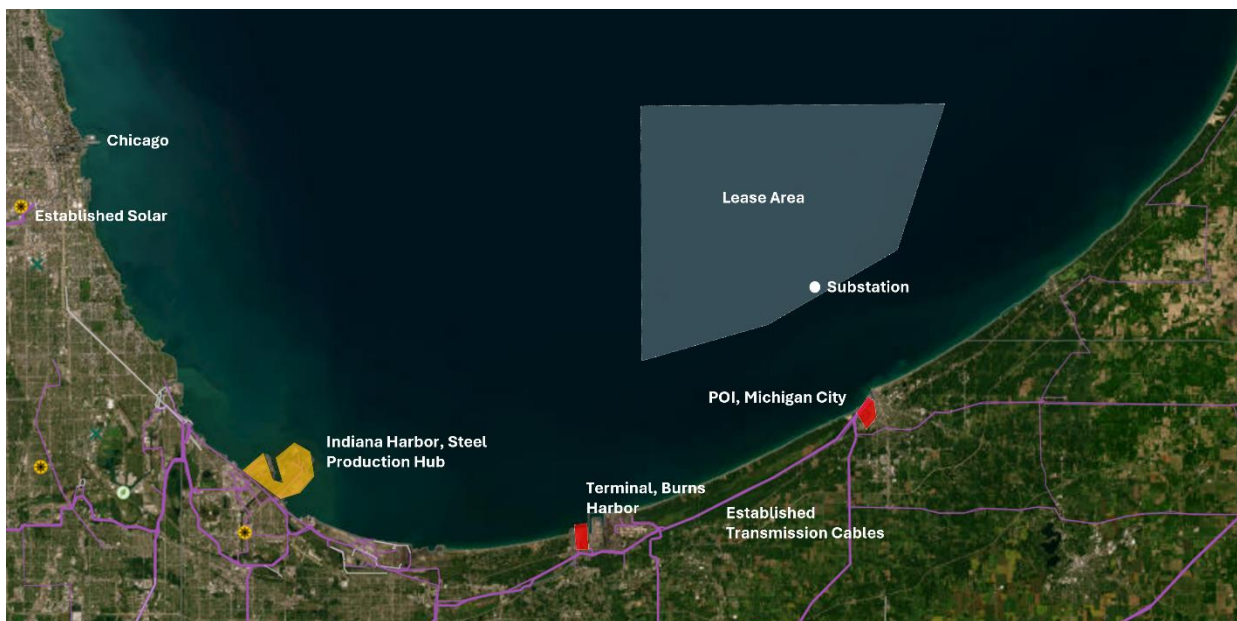 Chicago
Lease Area
Established Solar
Substation
POI, Michigan City
Indiana Harbor, Steel
Production Hub
Terminal, Burns
Harbor
Established
Transmission Cables